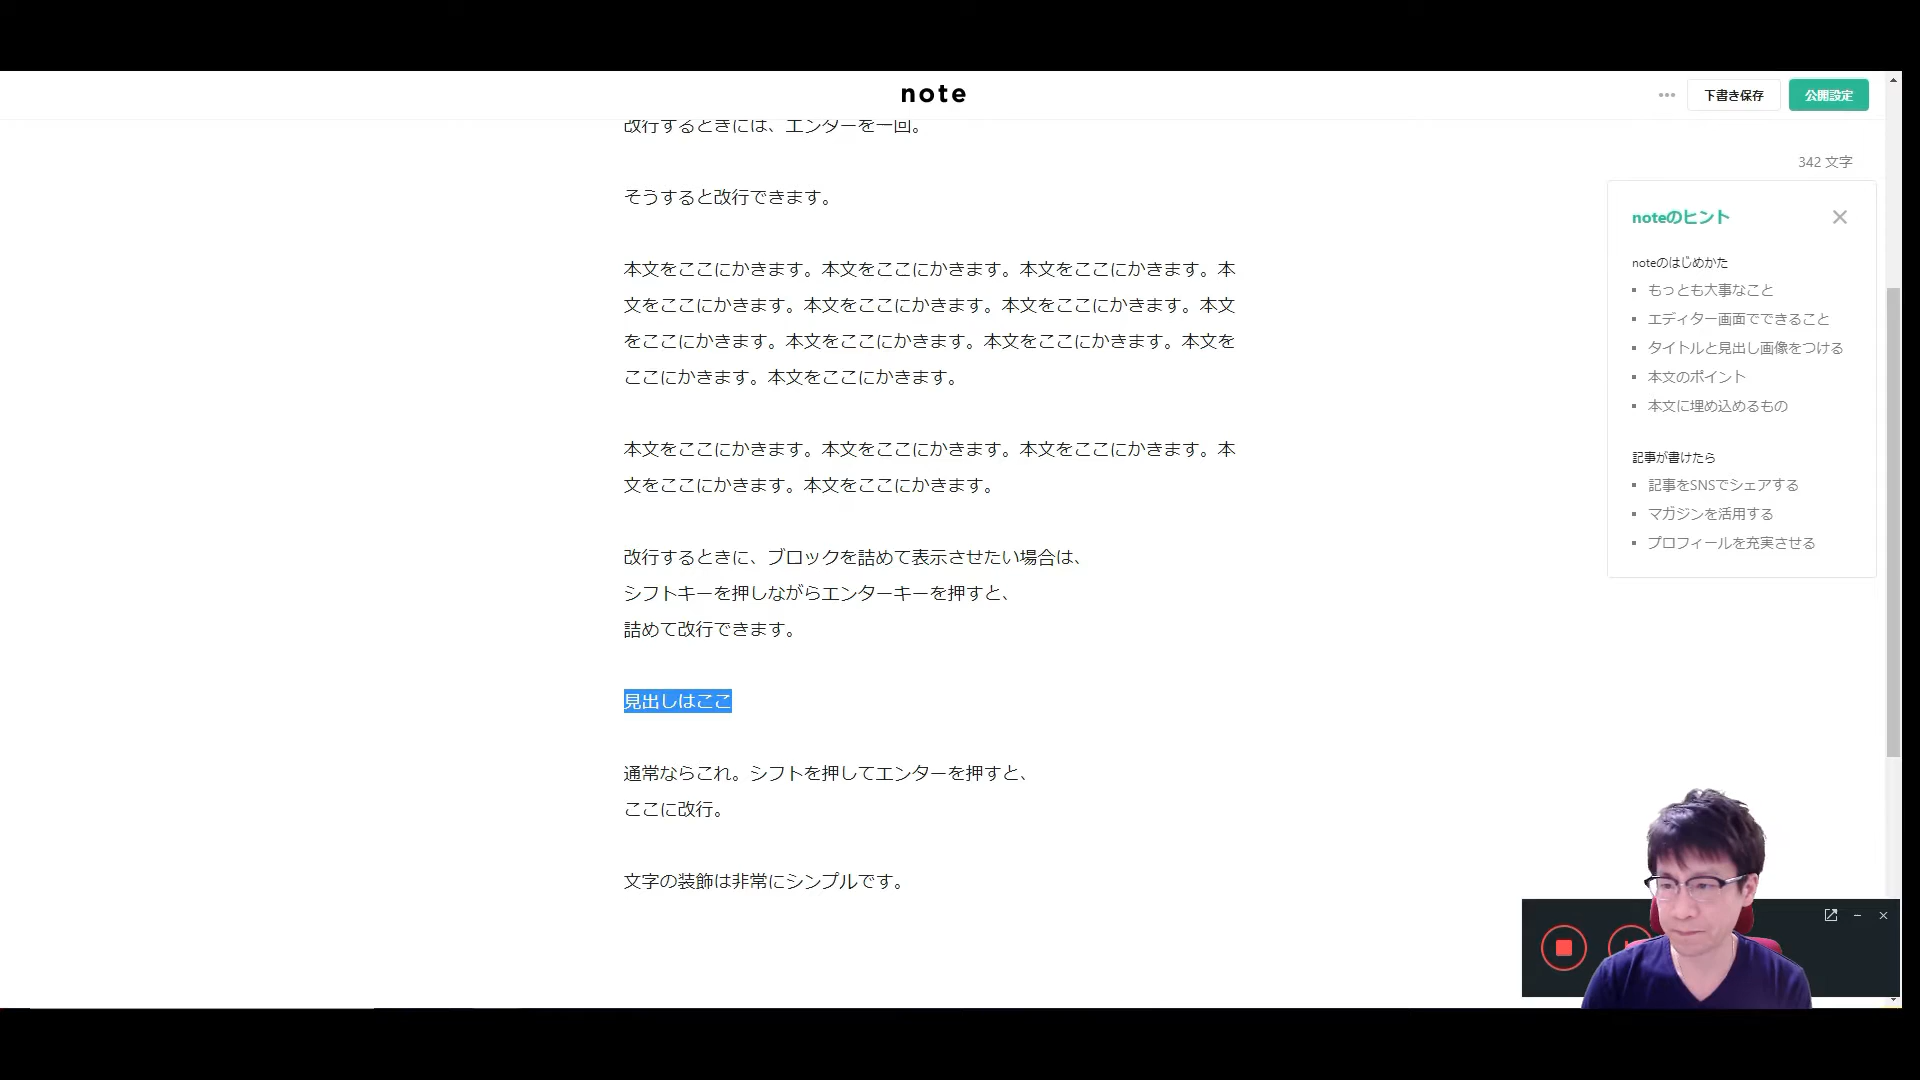 note
下書き保存
公開設定
改行するときには、エンターを一回。
342 文字
そうすると改行できます。
本文をここにかきます。本文をここにかきます。本文をここにかきます。本
文をここにかきます。本文をここにかきます。本文をここにかきます。本文
をここにかきます。本文をここにかきます。本文をここにかきます。本文を
ここにかきます。本文をここにかきます。
本文をここにかきます。本文をここにかきます。本文をここにかきます。本
文をここにかきます。本文をここにかきます。
改行するときに、ブロックを詰めて表示させたい場合は、
シフトキーを押しながらエンターキーを押すと、
詰めて改行できます。
見出しはここ
通常ならこれ。シフトを押してエンターを押すと、
ここに改行。
文字の装飾は非常にシンプルです。
noteのヒント
noteのはじめかた
もっとも大事なこと
エディター画面でできること
タイトルと見出し画像をつける
本文のポイント
本文に埋め込めるもの
記事が書けたら
記事をSNSでシェアする
マガジンを活用する
プロフィールを充実させる